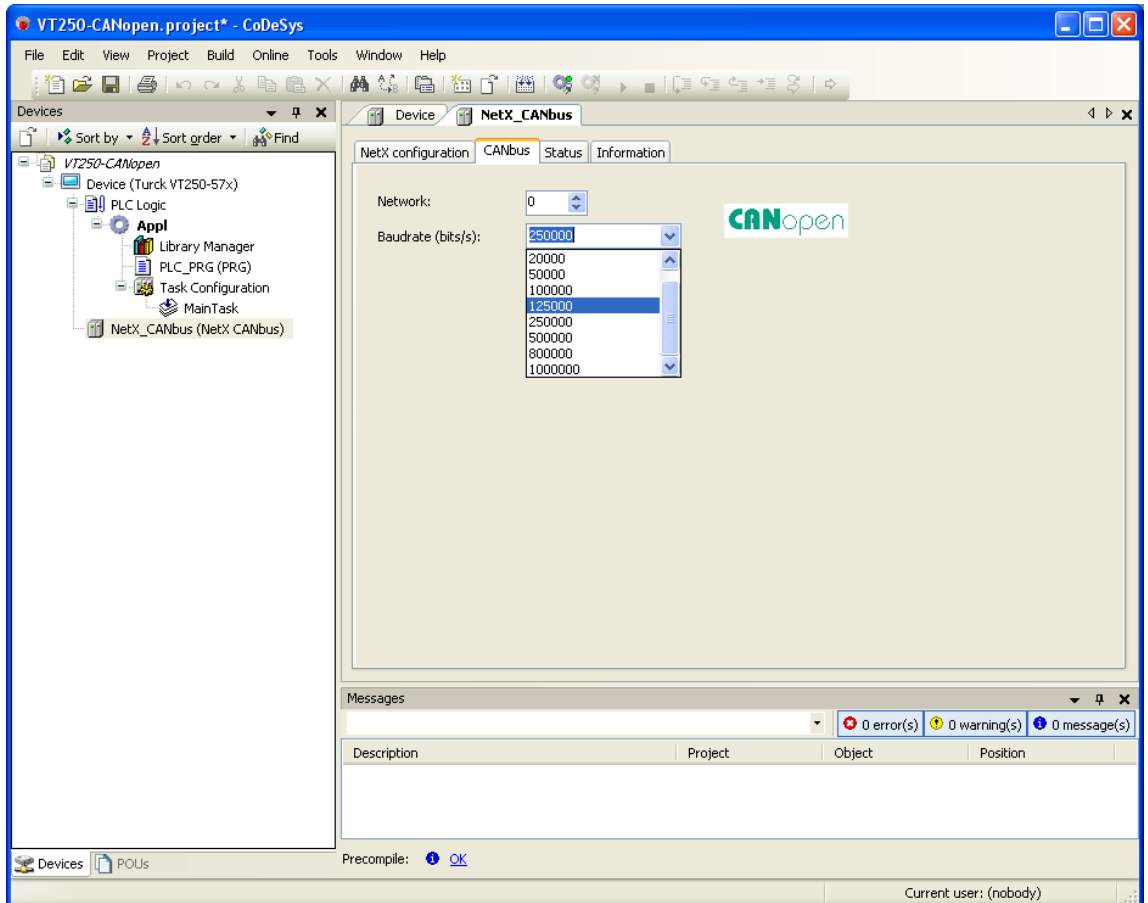 VT250-CANopen.project* - CoDeSys
File Edit View Project Build Online Tools Window Help
Devices
Sort by Sort order Find
VT250-CANopen
Device (Turck VT250-57x)
PLC Logic
Appl
Library Manager
PLC_PRG (PRG)
Task Configuration
MainTask
NetX_CANbus (NetX CANbus)
Devices POUs
Device NetX_CANbus
NetX configuration CANbus Status Information
Network: 0
CANopen
Baudrate (bits/s): 250000
20000
50000
100000
125000
250000
500000
800000
1000000
Messages
0 error(s) 0 warning(s) 0 message(s)
Description Project Object Position
Precompile: OK
Current user: (nobody)